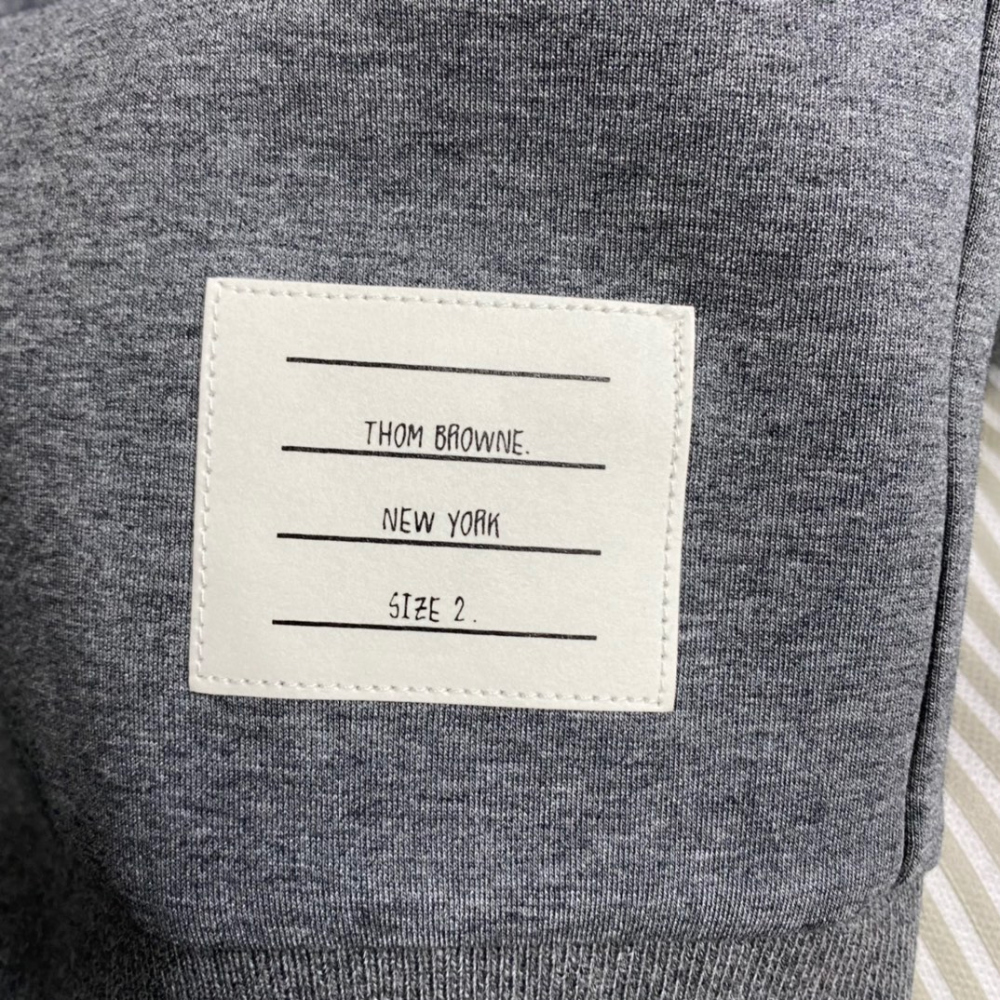 THOM BROWNE.
NEW YORK
SIZE 2.